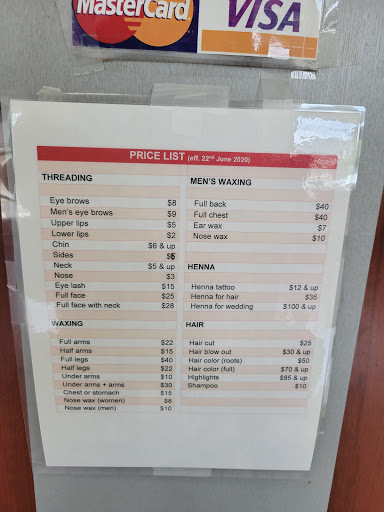 MasterCard
VISA
PRICE LIST (eff. 22nd June 2020)
THREADING
Eye brows $8
Men's eye brows $9
Upper lips $5
Lower lips $2
Chin $6 & up
Sides $6
Neck $5 & up
Nose $3
Eye lash $15
Full face $25
Full face with neck $28
WAXING
Full arms $22
Half arms $15
Full legs $40
Half legs $22
Under arms $10
Under arms + arms $30
Chest or stomach $15
Nose wax (women) $8
Nose wax (men) $10
MEN'S WAXING
Full back $40
Full chest $40
Ear wax $7
Nose wax $10
HENNA
Henna tattoo $12 & up
Henna for hair $35
Henna for wedding $100 & up
HAIR
Hair cut $25
Hair blow out $30 & up
Hair color (roots) $50
Hair color (full) $70 & up
Highlights $85 & up
Shampoo $10